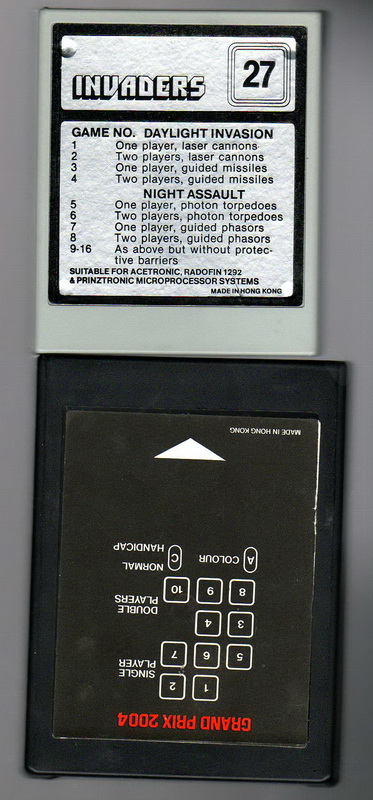 INVADERS
27
GAME NO. DAYLIGHT INVASION
1 One player, laser cannons
2 Two players, laser cannons
3 One player, guided missiles
4 Two players, guided missiles
NIGHT ASSAULT
5 One player, photon torpedoes
6 Two players, photon torpedoes
7 One player, guided phasors
8 Two players, guided phasors
9-16 As above but without protec-
tive barriers
SUITABLE FOR ACETRONIC, RADOFIN 1292
& PRINZTRONIC MICROPROCESSOR SYSTEMS
MADE IN HONG KONG
GRAND PRIX 2004
1 2
SINGLE
PLAYER
5 6 7
3 4
DOUBLE
PLAYERS
8 9 10
A COLOUR
C NORMAL
HANDICAP
MADE IN HONG KONG